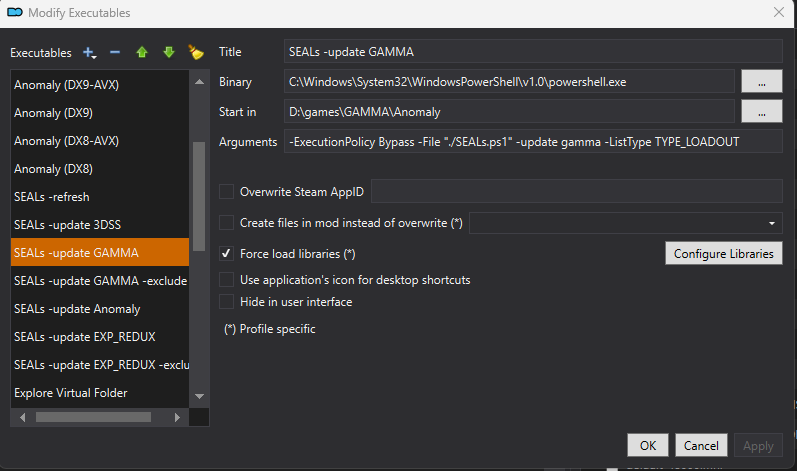 Modify Executables
Executables
Title SEALs -update GAMMA
Binary C:\Windows\System32\WindowsPowerShell\v1.0\powershell.exe ...
Start in D:\games\GAMMA\Anomaly ...
Arguments -ExecutionPolicy Bypass -File "./SEALs.ps1" -update gamma -ListType TYPE_LOADOUT
Anomaly (DX9-AVX)
Anomaly (DX9)
Anomaly (DX8-AVX)
Anomaly (DX8)
SEALs -refresh
SEALs -update 3DSS
SEALs -update GAMMA
SEALs -update GAMMA -exclude
SEALs -update Anomaly
SEALs -update EXP_REDUX
SEALs -update EXP_REDUX -exclu
Explore Virtual Folder
Overwrite Steam AppID
Create files in mod instead of overwrite (*)
Force load libraries (*) Configure Libraries
Use application's icon for desktop shortcuts
Hide in user interface
(*) Profile specific
OK Cancel Apply